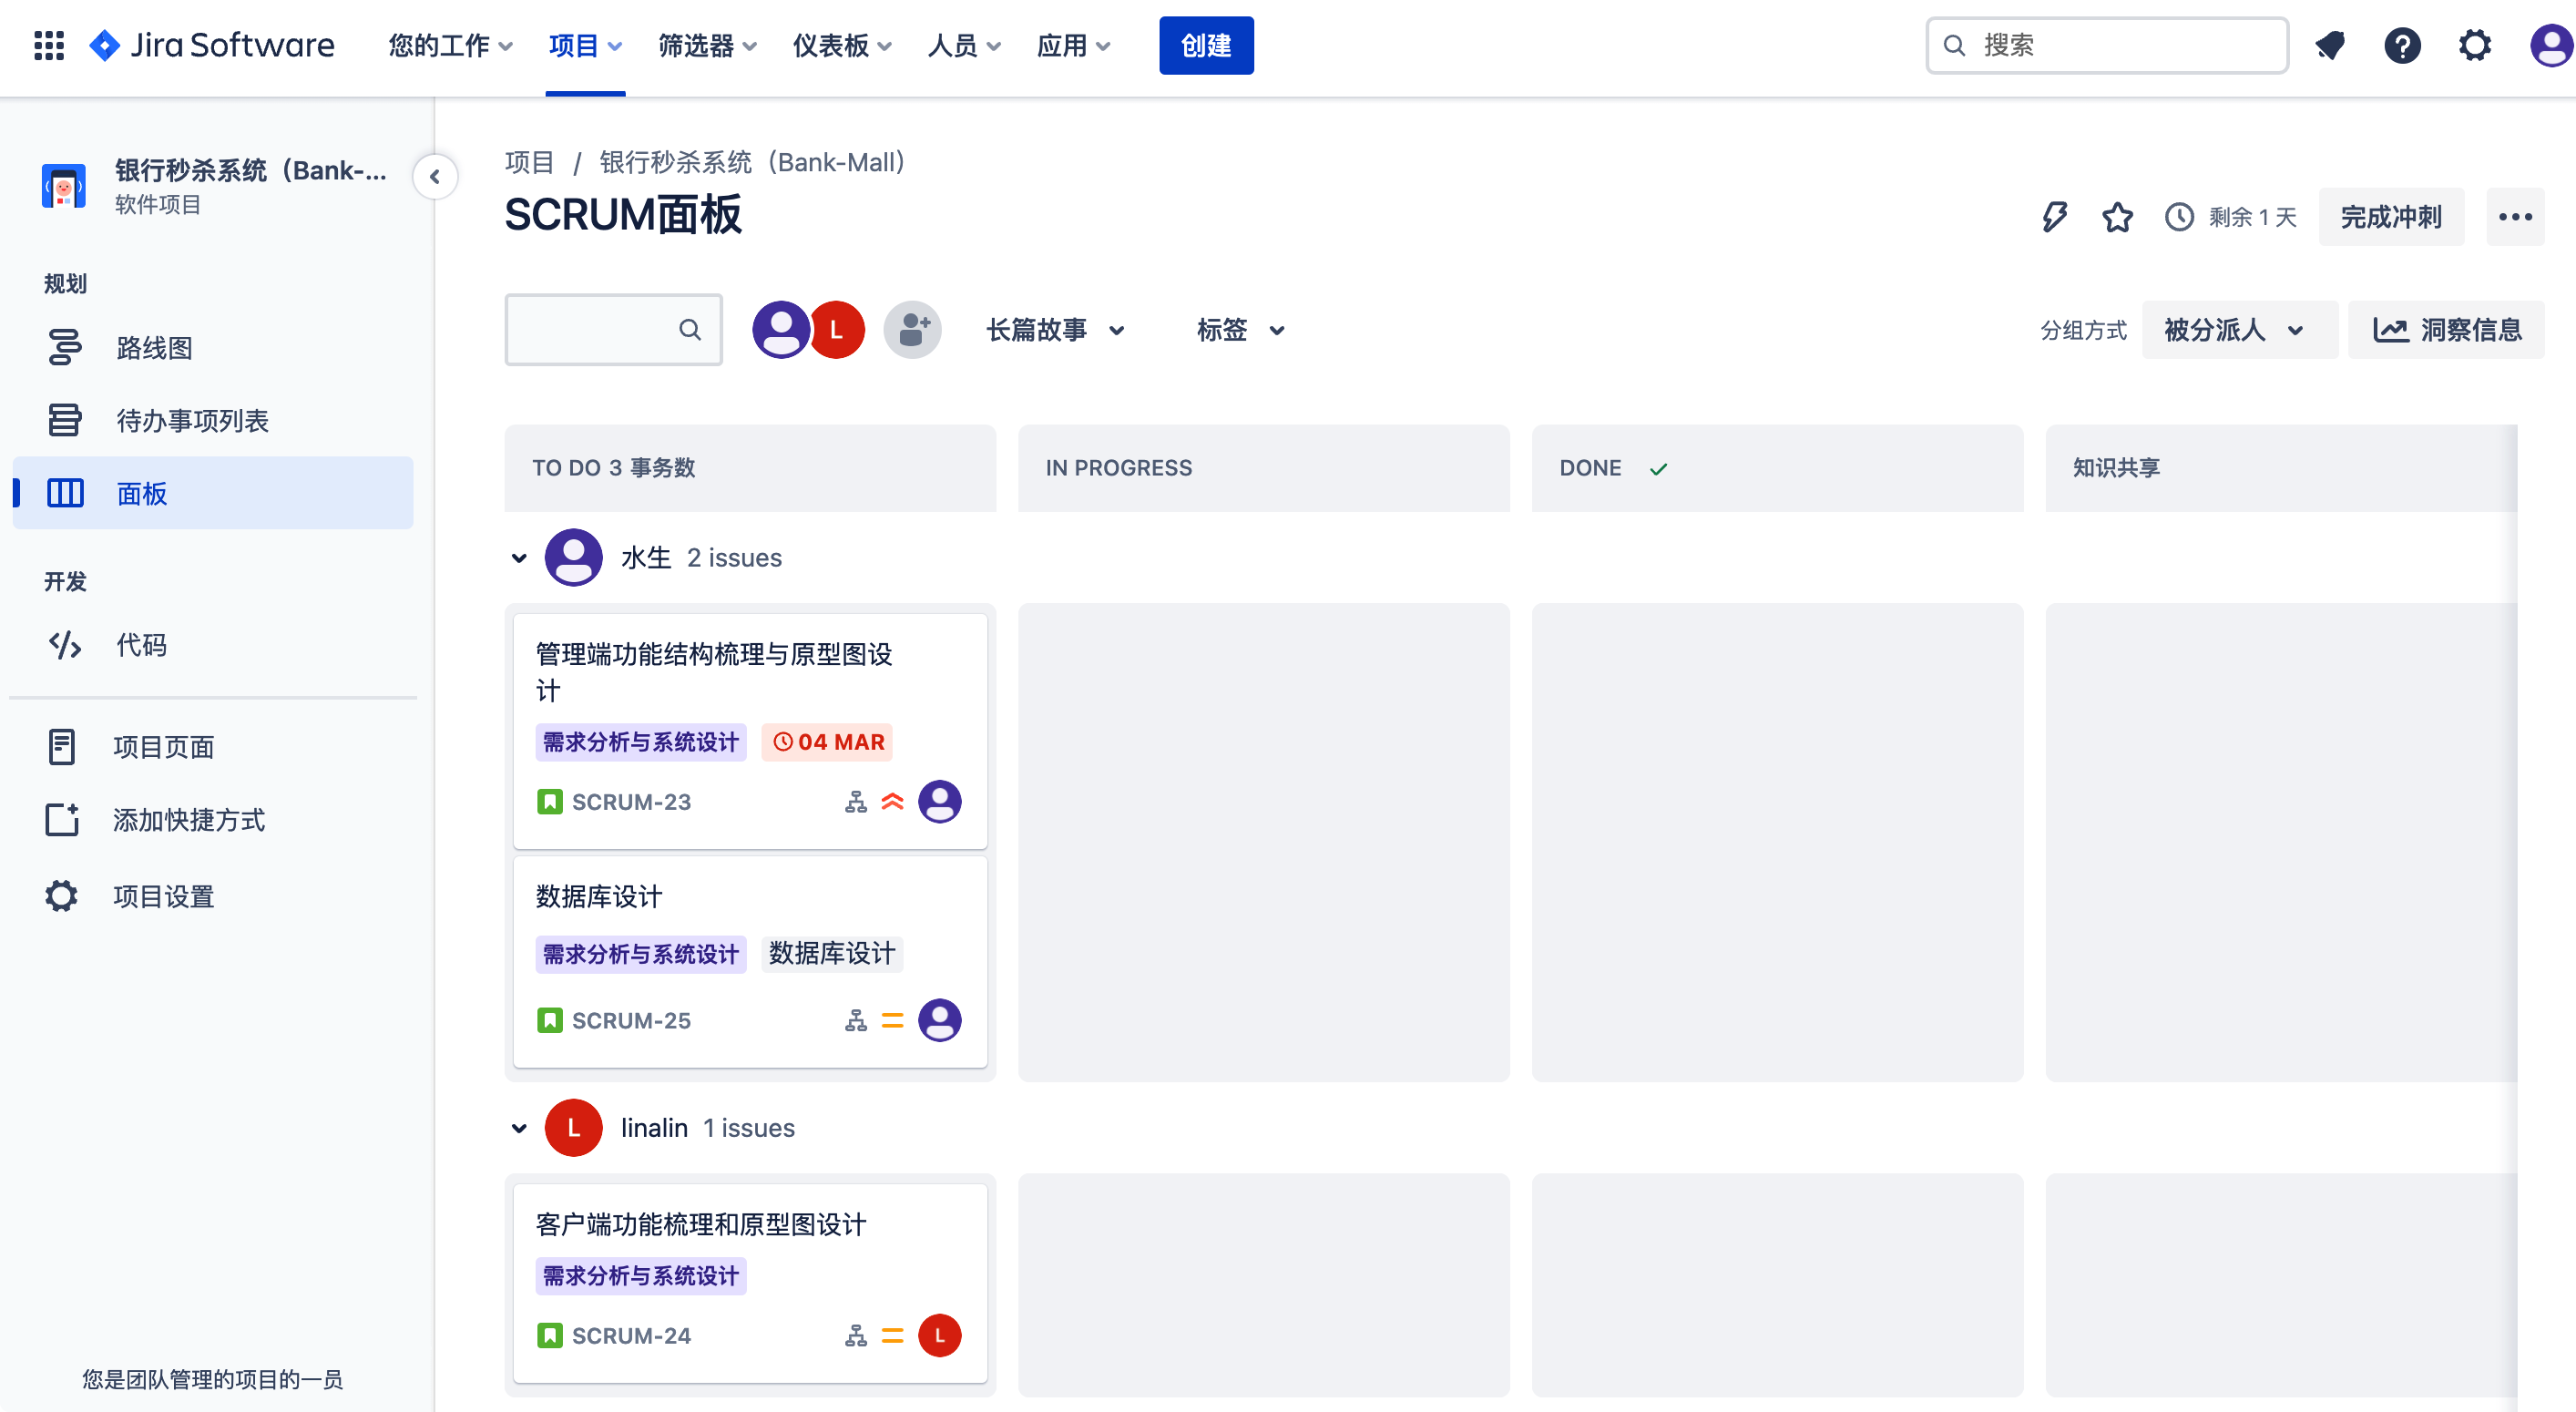 Jira Software 您的工作 项目 筛选器 仪表板 人员 应用 创建 搜索
银行秒杀系统（Bank-...
软件项目
规划
路线图
待办事项列表
面板
开发
代码
项目页面
添加快捷方式
项目设置
您是团队管理的项目的一员
项目 / 银行秒杀系统（Bank-Mall）
SCRUM面板
剩余 1 天 完成冲刺
L 长篇故事 标签 分组方式 被分派人 洞察信息
TO DO 3 事务数 IN PROGRESS DONE 知识共享
水生 2 issues
管理端功能结构梳理与原型图设
计
需求分析与系统设计 04 MAR
SCRUM-23
数据库设计
需求分析与系统设计 数据库设计
SCRUM-25
L linalin 1 issues
客户端功能梳理和原型图设计
需求分析与系统设计
SCRUM-24 L